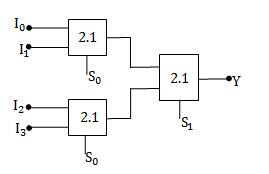 I₀
2.1
I₁
S₀
2.1
Y
I₂
2.1
S₁
I₃
S₀